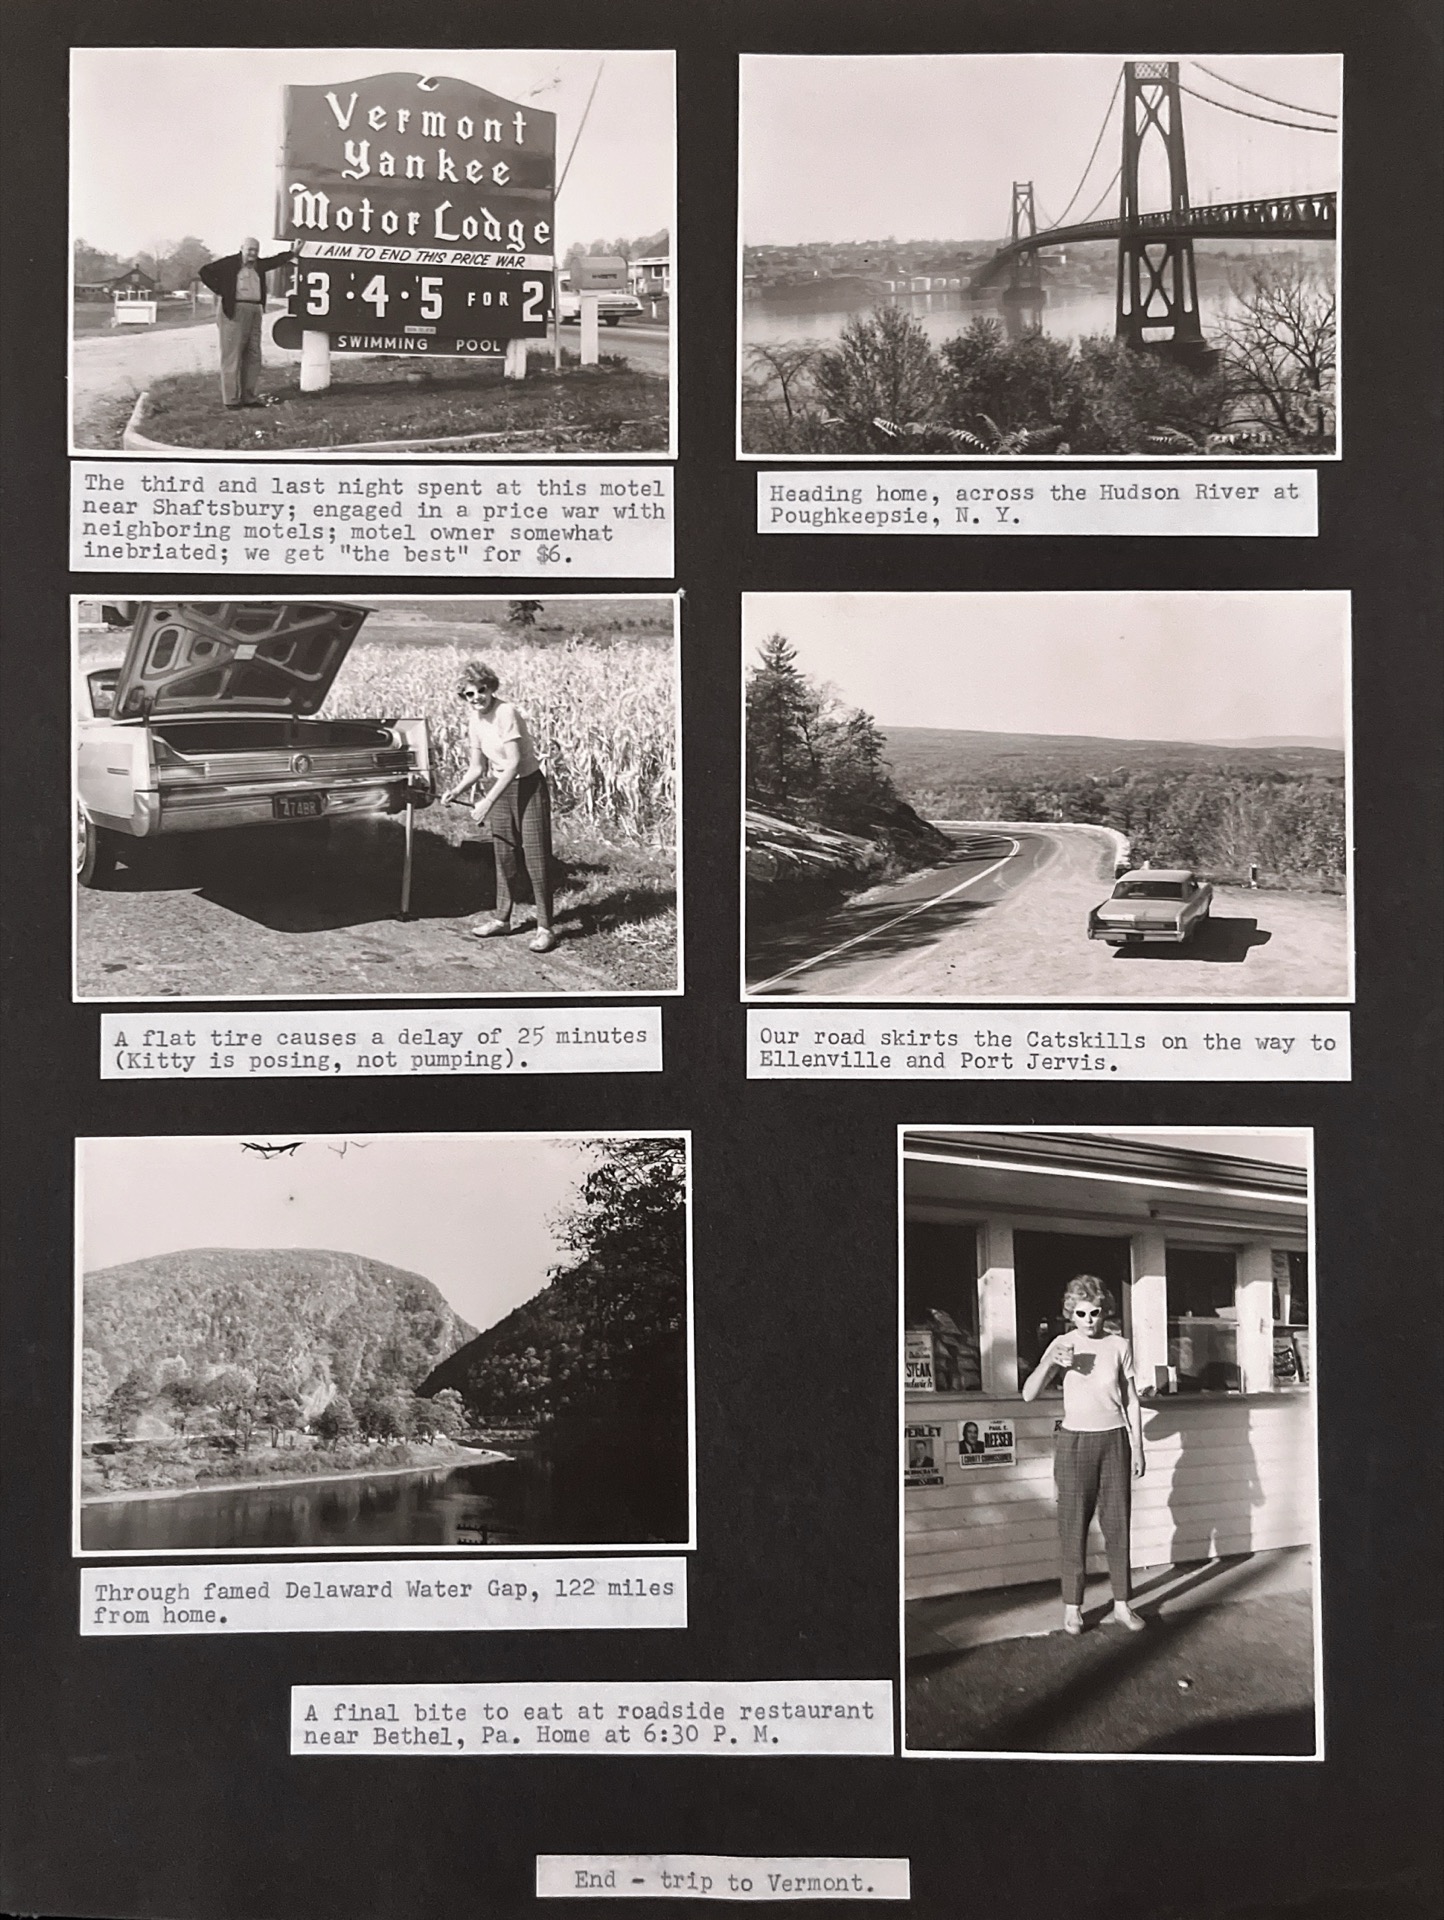 Vermont
Yankee
Motor Lodge
I AIM TO END THIS PRICE WAR
$3·$4·$5 FOR 2
SWIMMING POOL
The third and last night spent at this motel
near Shaftsbury; engaged in a price war with
neighboring motels; motel owner somewhat
inebriated; we get "the best" for $6.
Heading home, across the Hudson River at
Poughkeepsie, N. Y.
474BR
A flat tire causes a delay of 25 minutes
(Kitty is posing, not pumping).
Our road skirts the Catskills on the way to
Ellenville and Port Jervis.
Through famed Delaward Water Gap, 122 miles
from home.
STEAK
PAUL E.
REESER
COUNTY COMMISSIONER
A final bite to eat at roadside restaurant
near Bethel, Pa. Home at 6:30 P. M.
End - trip to Vermont.